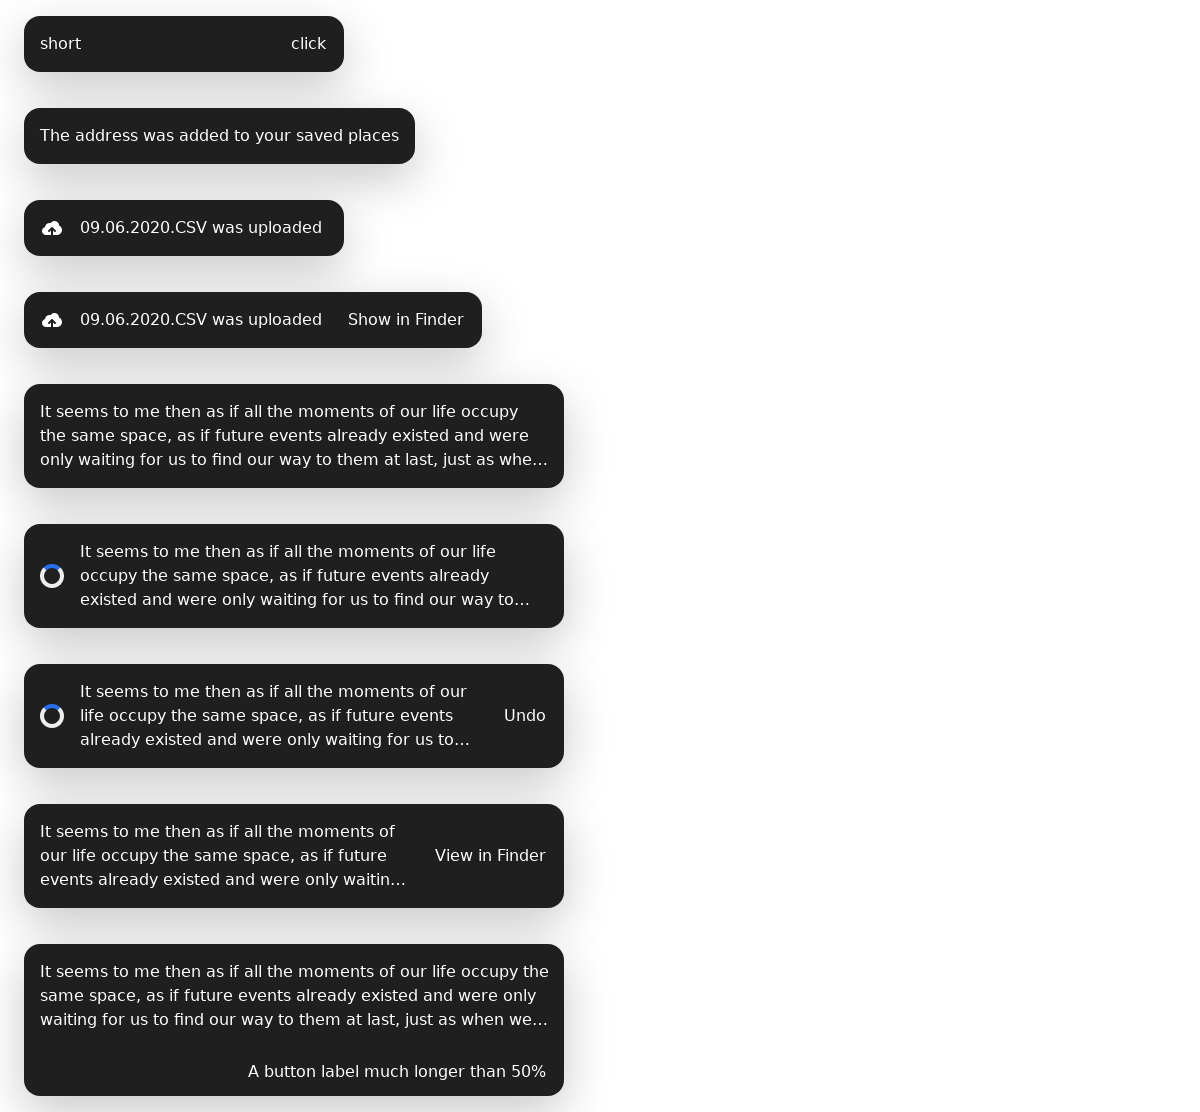 short click
The address was added to your saved places
09.06.2020.CSV was uploaded
09.06.2020.CSV was uploaded Show in Finder
It seems to me then as if all the moments of our life occupy
the same space, as if future events already existed and were
only waiting for us to find our way to them at last, just as whe…
It seems to me then as if all the moments of our life
occupy the same space, as if future events already
existed and were only waiting for us to find our way to…
It seems to me then as if all the moments of our
life occupy the same space, as if future events
already existed and were only waiting for us to…
Undo
It seems to me then as if all the moments of
our life occupy the same space, as if future
events already existed and were only waitin…
View in Finder
It seems to me then as if all the moments of our life occupy the
same space, as if future events already existed and were only
waiting for us to find our way to them at last, just as when we…
A button label much longer than 50%